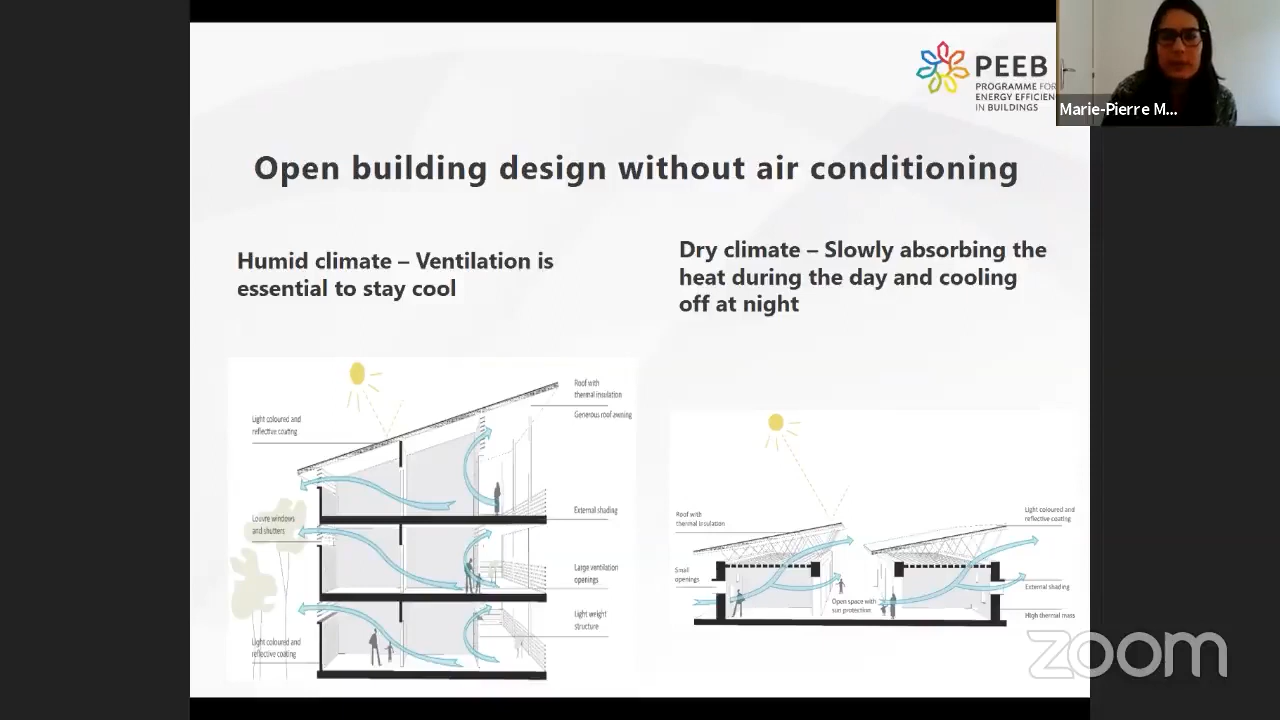 PEEB
PROGRAMME FOR
ENERGY EFFICIEN
IN BUILDINGS
Marie-Pierre M...
Open building design without air conditioning
Humid climate – Ventilation is
essential to stay cool
Dry climate – Slowly absorbing the
heat during the day and cooling
off at night
Light coloured and
reflective coating
Roof with
thermal insulation
Generous roof awning
Louvre windows
and shutters
External shading
Large ventilation
openings
Light weight
structure
Light coloured and
reflective coating
Roof with
thermal insulation
Small
openings
Open space with
sun protection
Light coloured and
reflective coating
External shading
High thermal mass
zoom